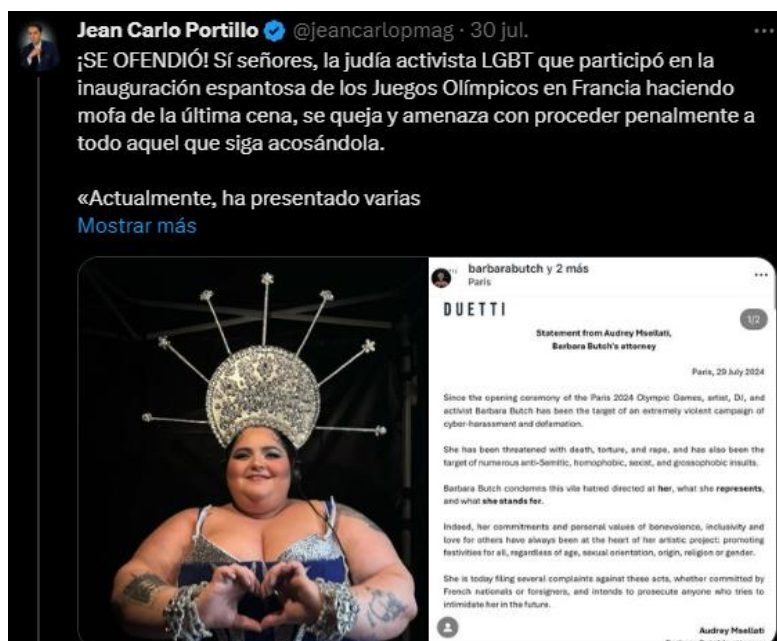 Jean Carlo Portillo @jeancarlopmag · 30 jul.
¡SE OFENDIÓ! Sí señores, la judía activista LGBT que participó en la
inauguración espantosa de los Juegos Olímpicos en Francia haciendo
mofa de la última cena, se queja y amenaza con proceder penalmente a
todo aquel que siga acosándola.
«Actualmente, ha presentado varias
Mostrar más
barbarabutch y 2 más
Paris
DUETTI
1/2
Statement from Audrey Msellati,
Barbara Butch's attorney
Paris, 29 July 2024
Since the opening ceremony of the Paris 2024 Olympic Games, artist, DJ, and
activist Barbara Butch has been the target of an extremely violent campaign of
cyber-harassment and defamation.
She has been threatened with death, torture, and rape, and has also been the
target of numerous anti-Semitic, homophobic, sexist, and grossophobic insults.
Barbara Butch condemns this vile hatred directed at her, what she represents,
and what she stands for.
Indeed, her commitments and personal values of benevolence, inclusivity and
love for others have always been at the heart of her artistic project: promoting
festivities for all, regardless of age, sexual orientation, origin, religion or gender.
She is today filing several complaints against these acts, whether committed by
French nationals or foreigners, and intends to prosecute anyone who tries to
intimidate her in the future.
Audrey Msellati